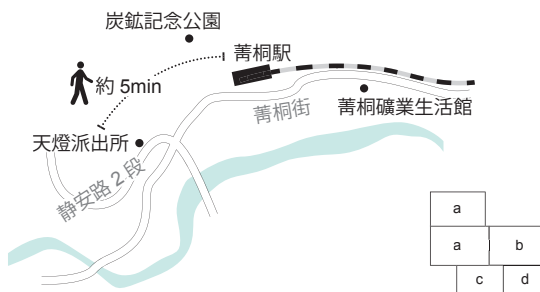 炭鉱記念公園
菁桐駅
約 5min
菁桐街
菁桐礦業生活館
天燈派出所
静安路 2 段
a
a b
c d